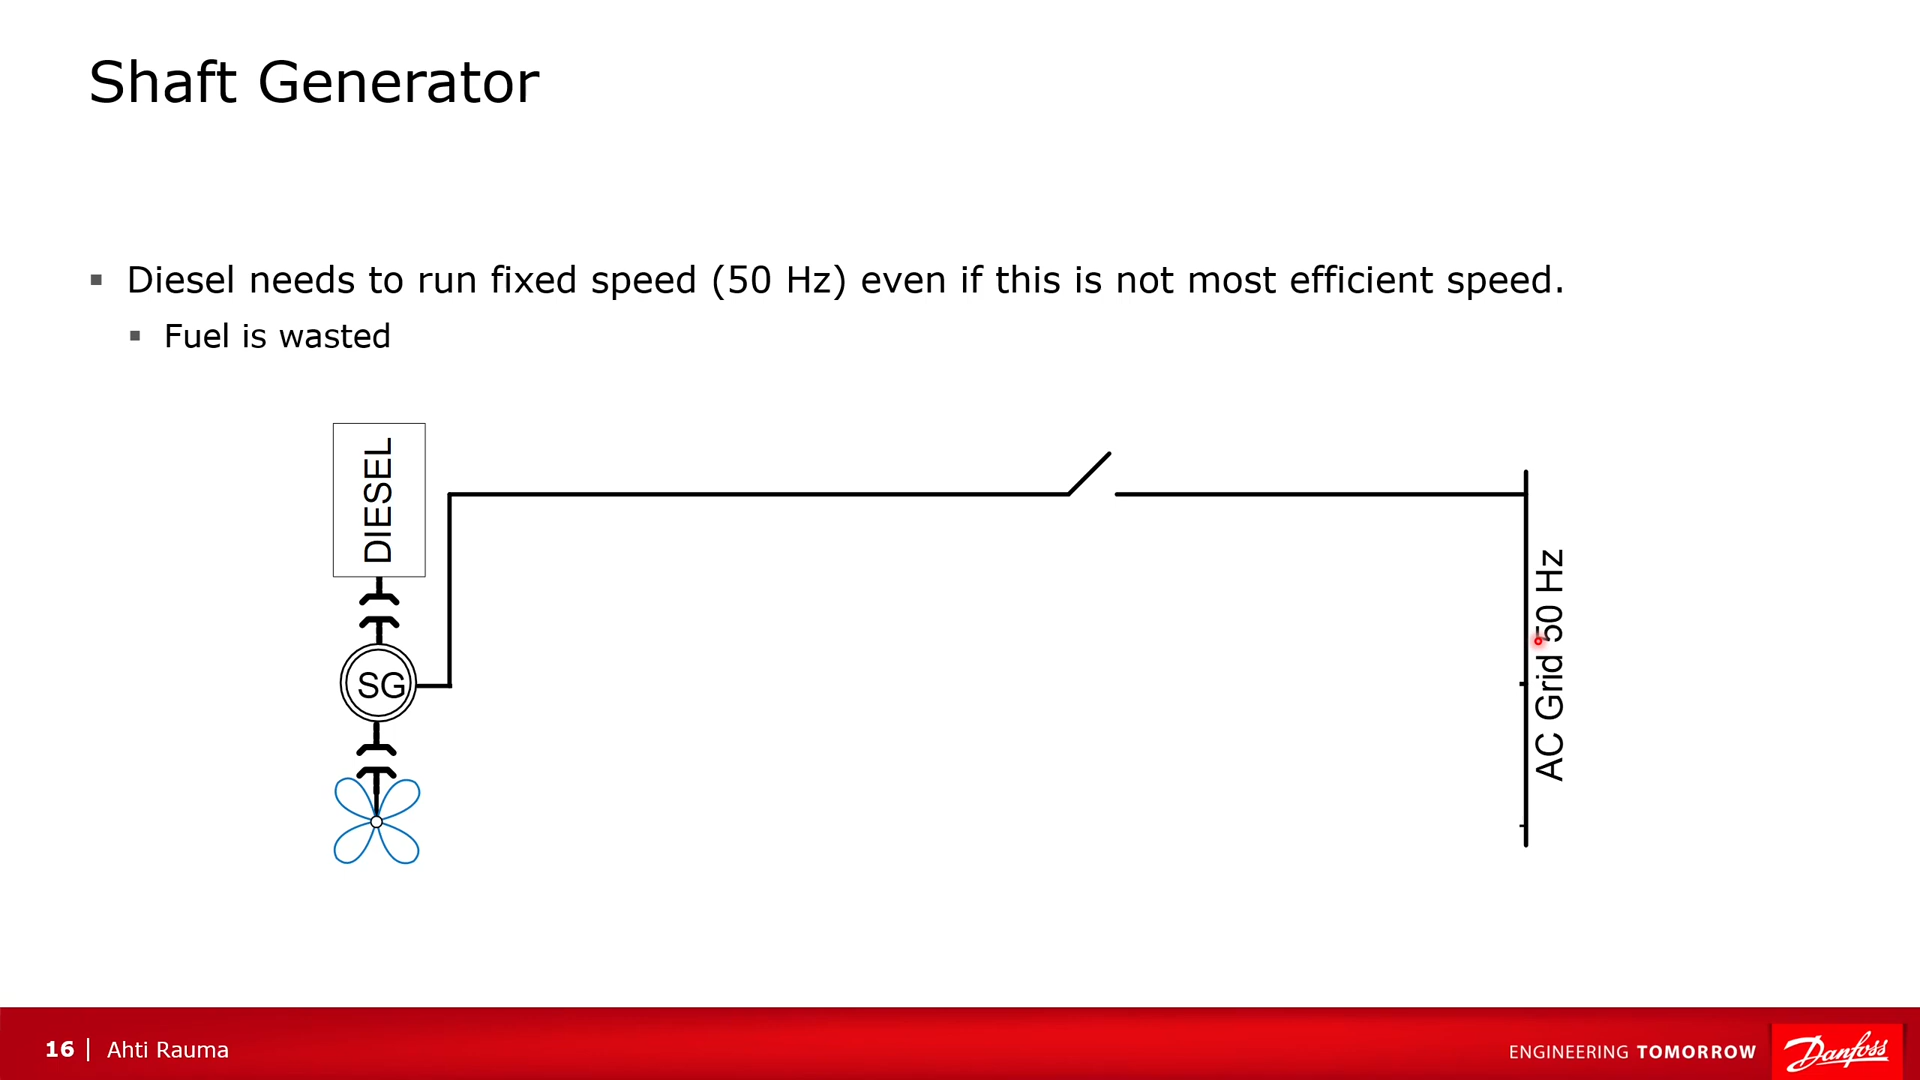 Shaft Generator
Diesel needs to run fixed speed (50 Hz) even if this is not most efficient speed.
Fuel is wasted
DIESEL
SG
AC Grid 50 Hz
16 | Ahti Rauma
ENGINEERING TOMORROW
Danfoss